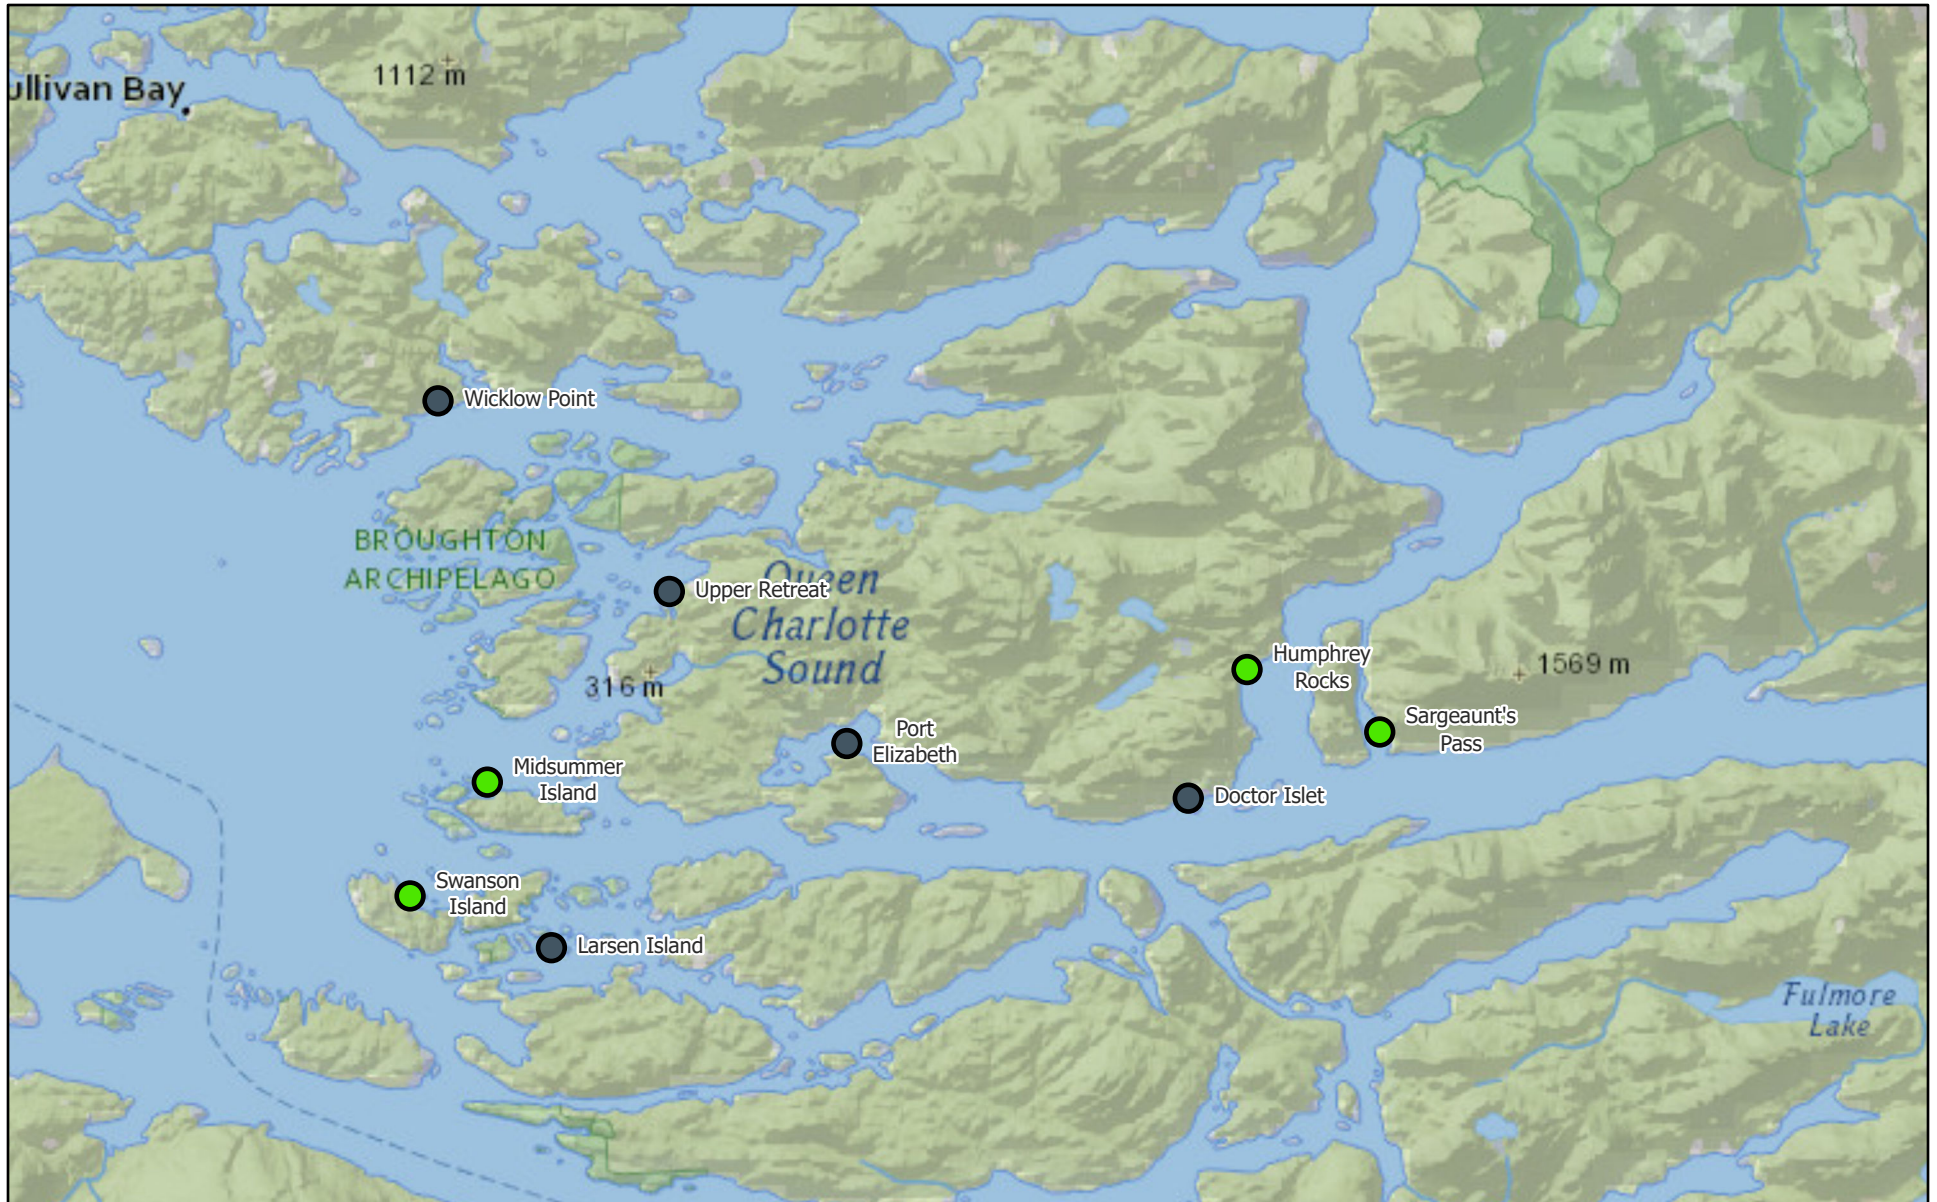 1112 m
ullivan Bay
Wicklow Point
BROUGHTON
ARCHIPELAGO
Upper Retreat
Queen
Charlotte
Sound
316 m
Humphrey
Rocks
1569 m
Sargeaunt's
Pass
Port
Elizabeth
Midsummer
Island
Doctor Islet
Swanson
Island
Larsen Island
Fulmore
Lake